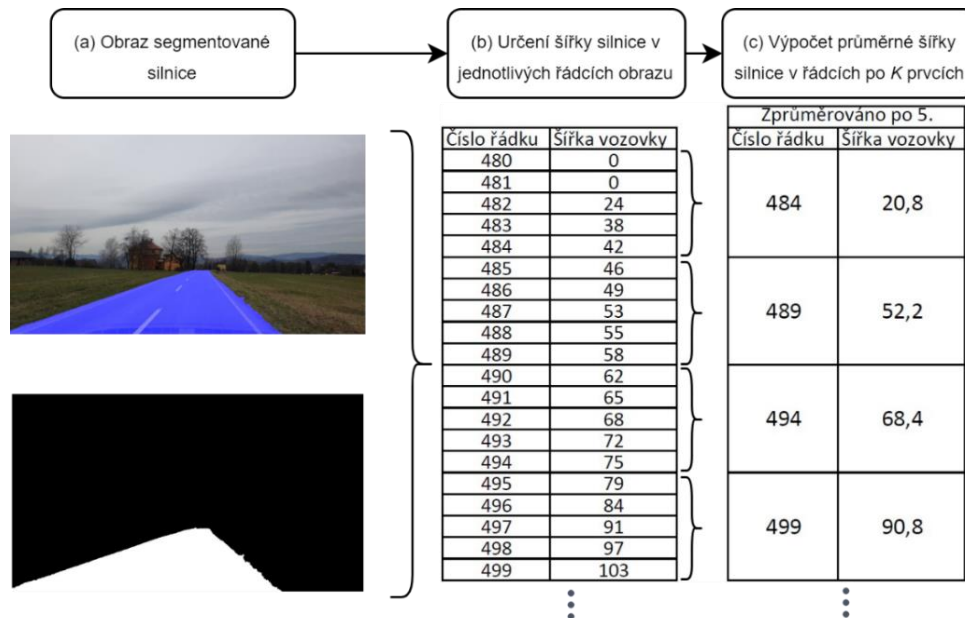 (a) Obraz segmentované
silnice
(b) Určení šířky silnice v
jednotlivých řádcích obrazu
(c) Výpočet průměrné šířky
silnice v řádcích po K prvcích
Číslo řádku Šířka vozovky
480 0
481 0
482 24
483 38
484 42
485 46
486 49
487 53
488 55
489 58
490 62
491 65
492 68
493 72
494 75
495 79
496 84
497 91
498 97
499 103
Zprůměrováno po 5.
Číslo řádku Šířka vozovky
484 20,8
489 52,2
494 68,4
499 90,8